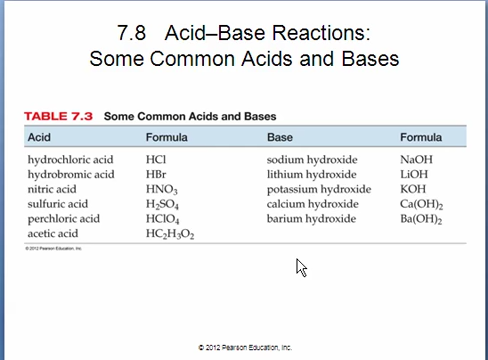 7.8 Acid–Base Reactions:
Some Common Acids and Bases
TABLE 7.3 Some Common Acids and Bases
Acid Formula Base Formula
hydrochloric acid HCl sodium hydroxide NaOH
hydrobromic acid HBr lithium hydroxide LiOH
nitric acid HNO₃ potassium hydroxide KOH
sulfuric acid H₂SO₄ calcium hydroxide Ca(OH)₂
perchloric acid HClO₄ barium hydroxide Ba(OH)₂
acetic acid HC₂H₃O₂
© 2012 Pearson Education, Inc.
© 2012 Pearson Education, Inc.